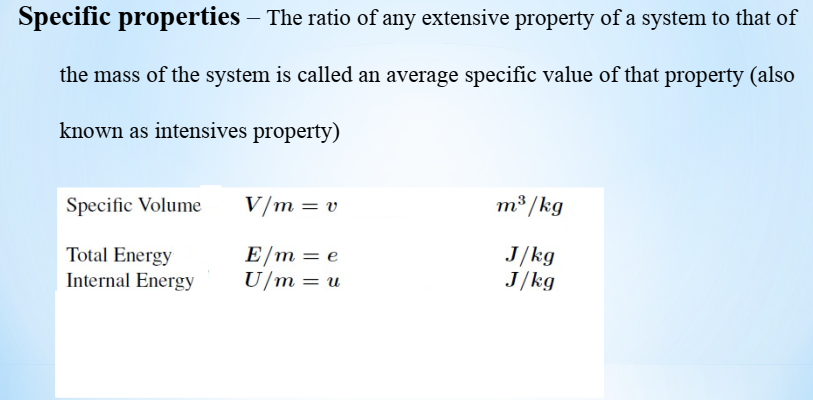 Specific properties – The ratio of any extensive property of a system to that of
the mass of the system is called an average specific value of that property (also
known as intensives property)
Specific Volume V/m = v m³/kg
Total Energy E/m = e J/kg
Internal Energy U/m = u J/kg